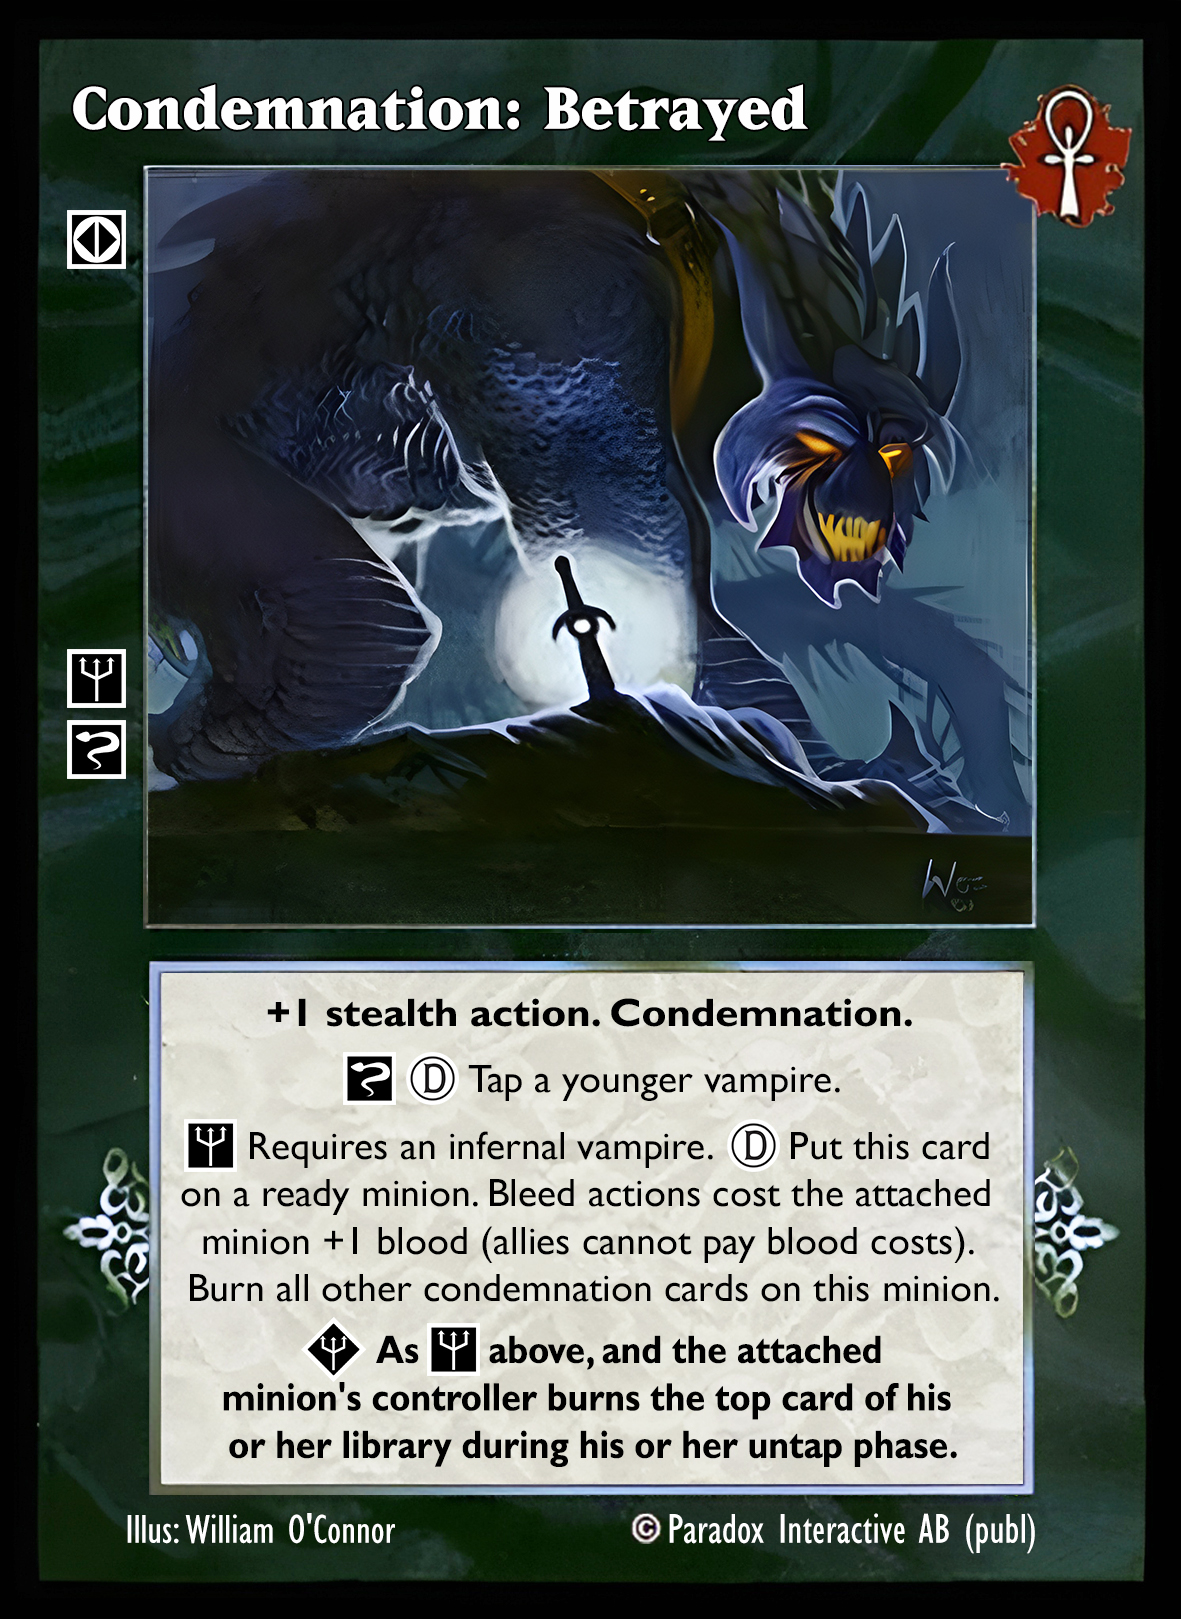 Condemnation: Betrayed
+1 stealth action. Condemnation.
D Tap a younger vampire.
Requires an infernal vampire. D Put this card
on a ready minion. Bleed actions cost the attached
minion +1 blood (allies cannot pay blood costs).
Burn all other condemnation cards on this minion.
As above, and the attached
minion's controller burns the top card of his
or her library during his or her untap phase.
Illus: William O'Connor
© Paradox Interactive AB (publ)